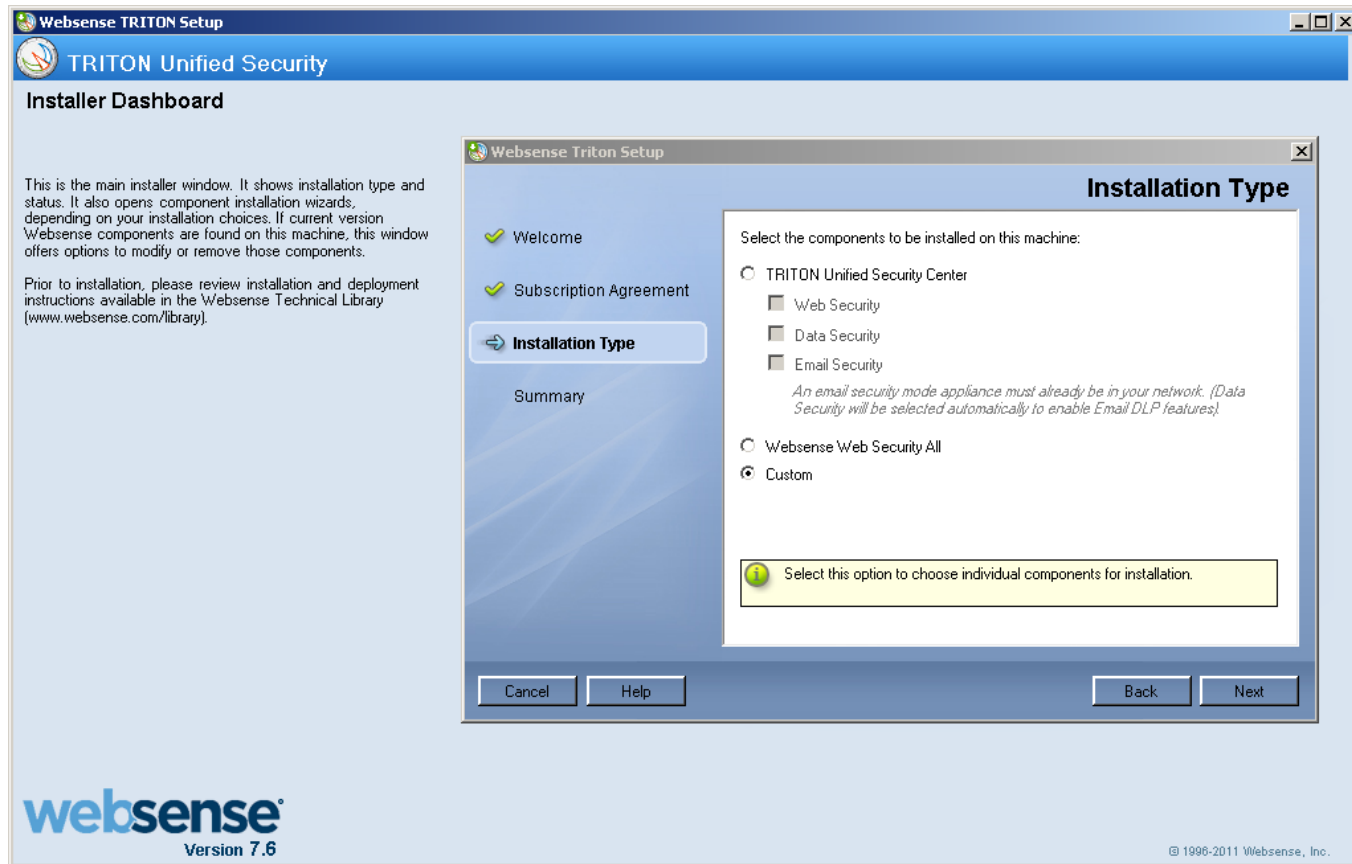 Websense TRITON Setup
TRITON Unified Security
Installer Dashboard
This is the main installer window. It shows installation type and
status. It also opens component installation wizards,
depending on your installation choices. If current version
Websense components are found on this machine, this window
offers options to modify or remove those components.
Prior to installation, please review installation and deployment
instructions available in the Websense Technical Library
(www.websense.com/library).
Websense Triton Setup
Installation Type
Welcome
Subscription Agreement
Installation Type
Summary
Select the components to be installed on this machine:
TRITON Unified Security Center
Web Security
Data Security
Email Security
An email security mode appliance must already be in your network. (Data
Security will be selected automatically to enable Email DLP features).
Websense Web Security All
Custom
Select this option to choose individual components for installation.
Cancel
Help
Back
Next
websense
Version 7.6
© 1996-2011 Websense, Inc.